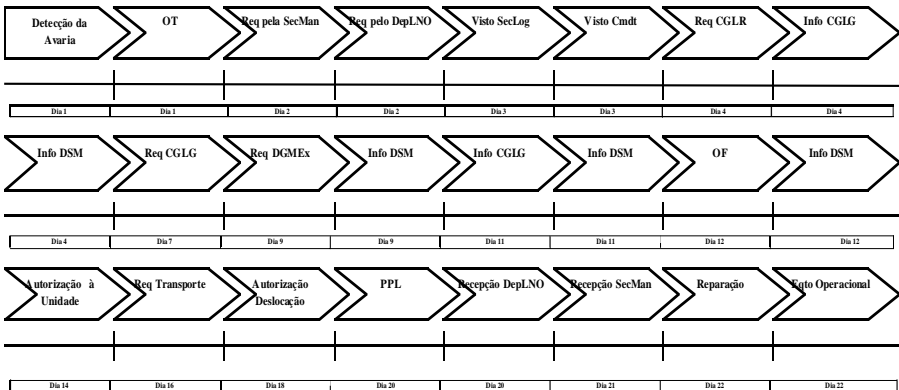 Detecção da
Avaria
OT
Req pela SecMan
Req pelo DepLNO
Visto SecLog
Visto Cmdt
Req CGLR
Info CGLG
Dia 1
Dia 1
Dia 2
Dia 2
Dia 3
Dia 3
Dia 4
Dia 4
Info DSM
Req CGLG
Req DGMEx
Info DSM
Info CGLG
Info DSM
OF
Info DSM
Dia 4
Dia 7
Dia 9
Dia 9
Dia 11
Dia 11
Dia 12
Dia 12
Autorização à
Unidade
Req Transporte
Autorização
Deslocação
PPL
Recepção DepLNO
Recepção SecMan
Reparação
Eqto Operacional
Dia 14
Dia 16
Dia 18
Dia 20
Dia 20
Dia 21
Dia 22
Dia 22